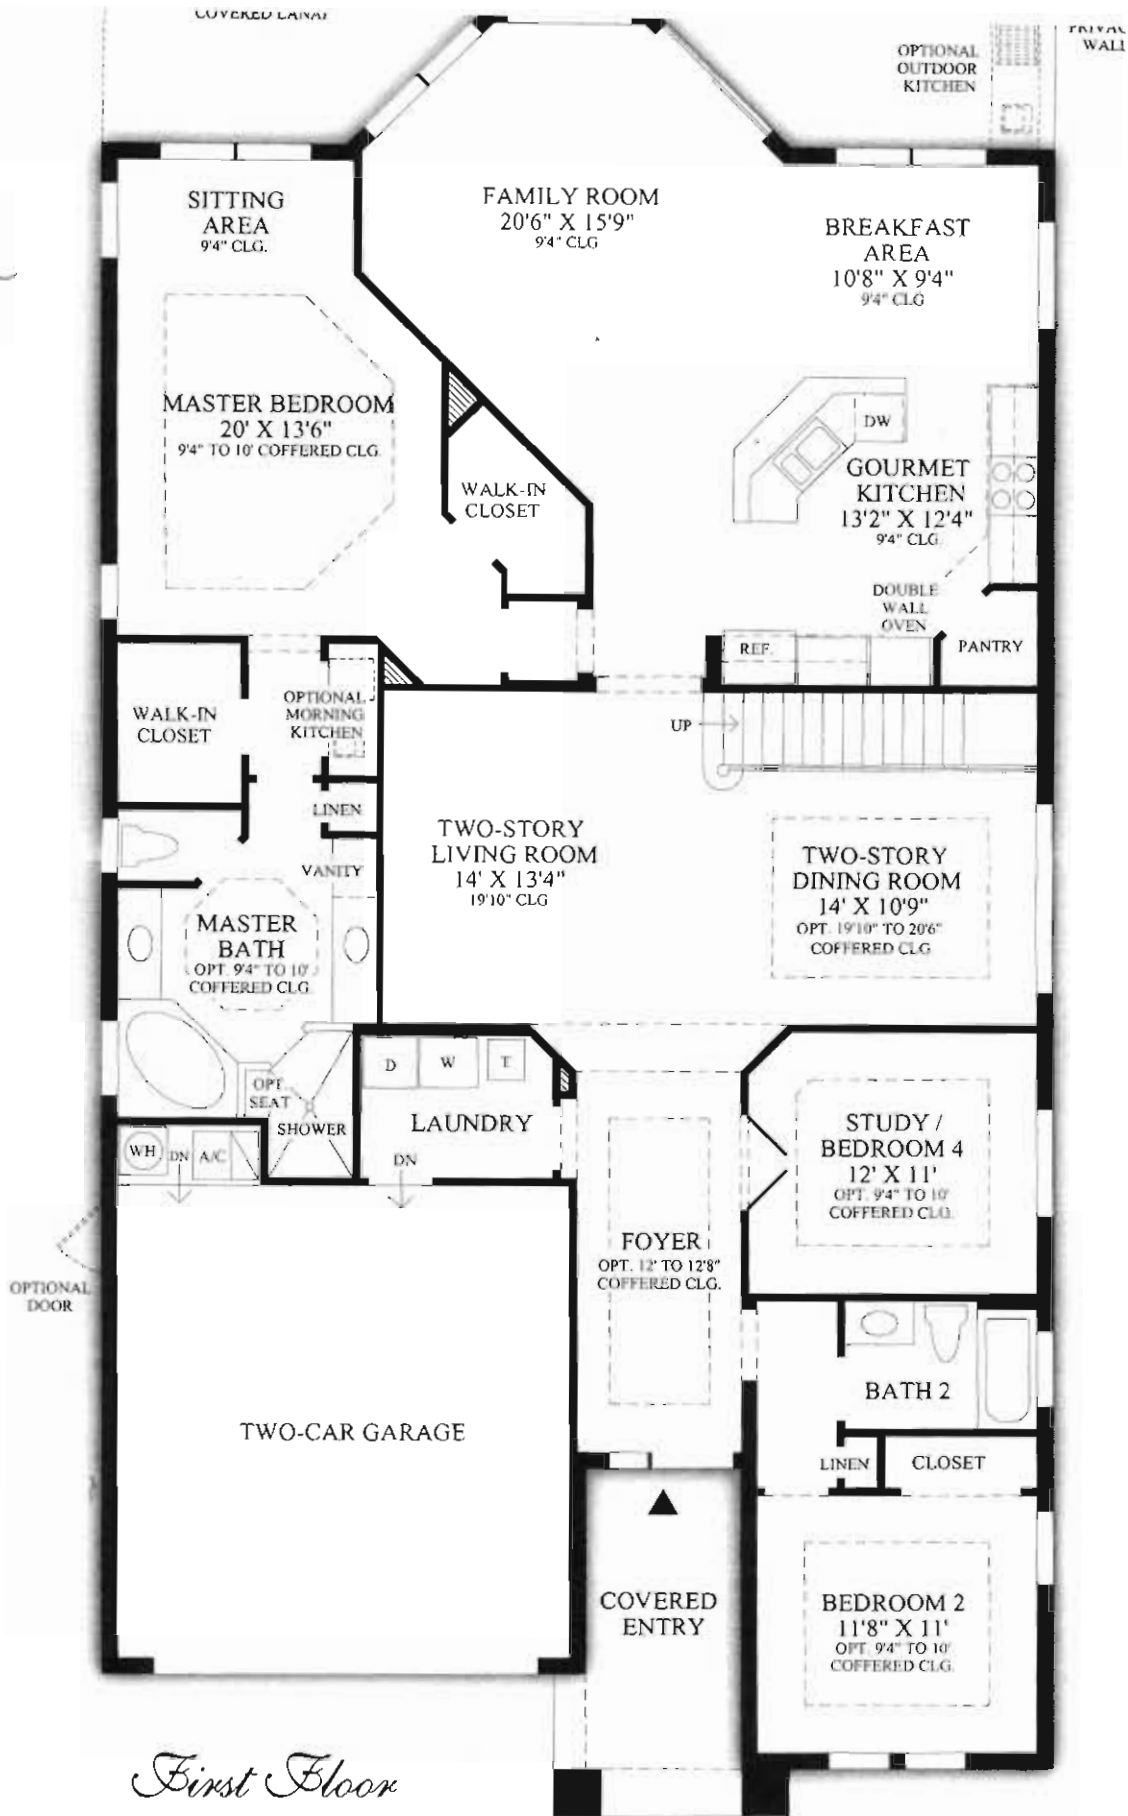 COVERED LANAI
OPTIONAL
OUTDOOR
KITCHEN
SITTING
AREA
9'4" CLG.
FAMILY ROOM
20'6" X 15'9"
9'4" CLG
BREAKFAST
AREA
10'8" X 9'4"
9'4" CLG
MASTER BEDROOM
20' X 13'6"
9'4" TO 10' COFFERED CLG.
WALK-IN
CLOSET
DW
GOURMET
KITCHEN
13'2" X 12'4"
9'4" CLG.
DOUBLE
WALL
OVEN
REF.
PANTRY
WALK-IN
CLOSET
OPTIONAL
MORNING
KITCHEN
UP
LINEN
VANITY
TWO-STORY
LIVING ROOM
14' X 13'4"
19'10" CLG
TWO-STORY
DINING ROOM
14' X 10'9"
OPT. 19'10" TO 20'6"
COFFERED CLG
MASTER
BATH
OPT. 9'4" TO 10'
COFFERED CLG.
D
W
T
OPT.
SEAT
SHOWER
LAUNDRY
WH
DN
A/C
DN
STUDY /
BEDROOM 4
12' X 11'
OPT. 9'4" TO 10'
COFFERED CLG.
FOYER
OPT. 12' TO 12'8"
COFFERED CLG.
OPTIONAL
DOOR
BATH 2
TWO-CAR GARAGE
LINEN
CLOSET
COVERED
ENTRY
BEDROOM 2
11'8" X 11'
OPT. 9'4" TO 10'
COFFERED CLG.
First Floor